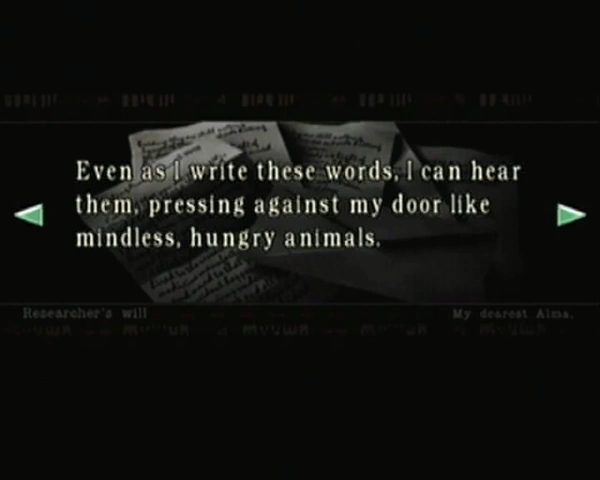 Even as I write these words, I can hear
them, pressing against my door like
mindless, hungry animals.
Researcher's will
My dearest Alma,